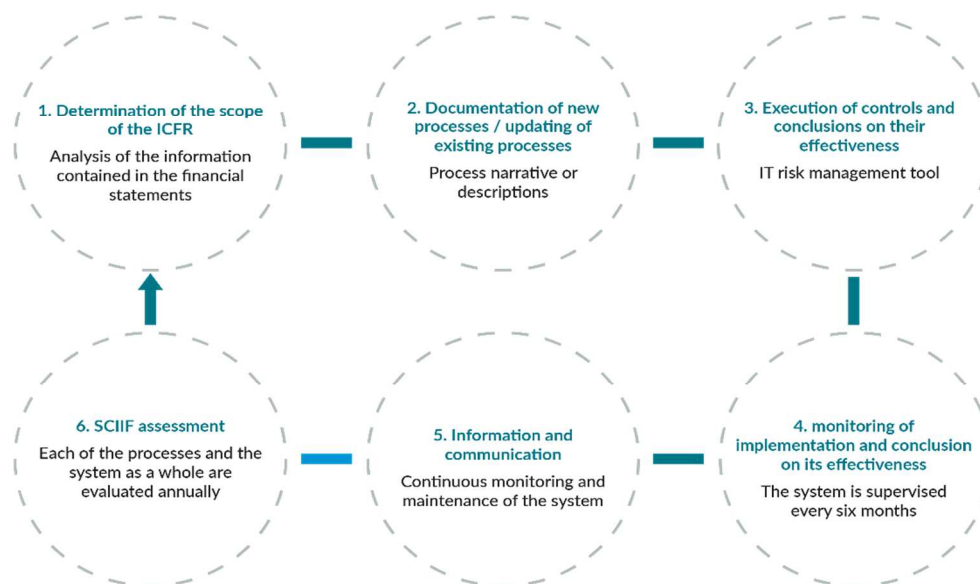 1. Determination of the scope
of the ICFR
Analysis of the information
contained in the financial
statements
2. Documentation of new
processes / updating of
existing processes
Process narrative or
descriptions
3. Execution of controls and
conclusions on their
effectiveness
IT risk management tool
4. monitoring of
implementation and conclusion
on its effectiveness
The system is supervised
every six months
5. Information and
communication
Continuous monitoring and
maintenance of the system
6. SCIIF assessment
Each of the processes and the
system as a whole are
evaluated annually